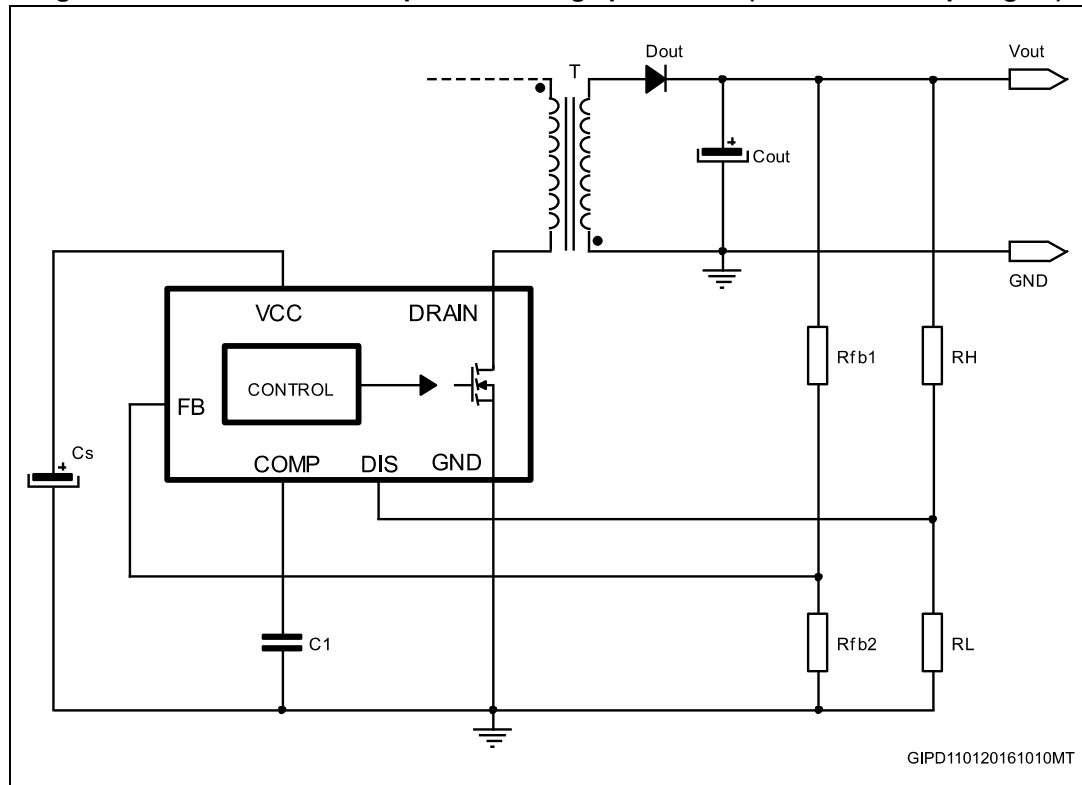 Dout
Vout
T
Cout
GND
VCC
DRAIN
CONTROL
Rfb1
RH
FB
Cs
COMP
DIS
GND
C1
Rfb2
RL
GIPD110120161010MT